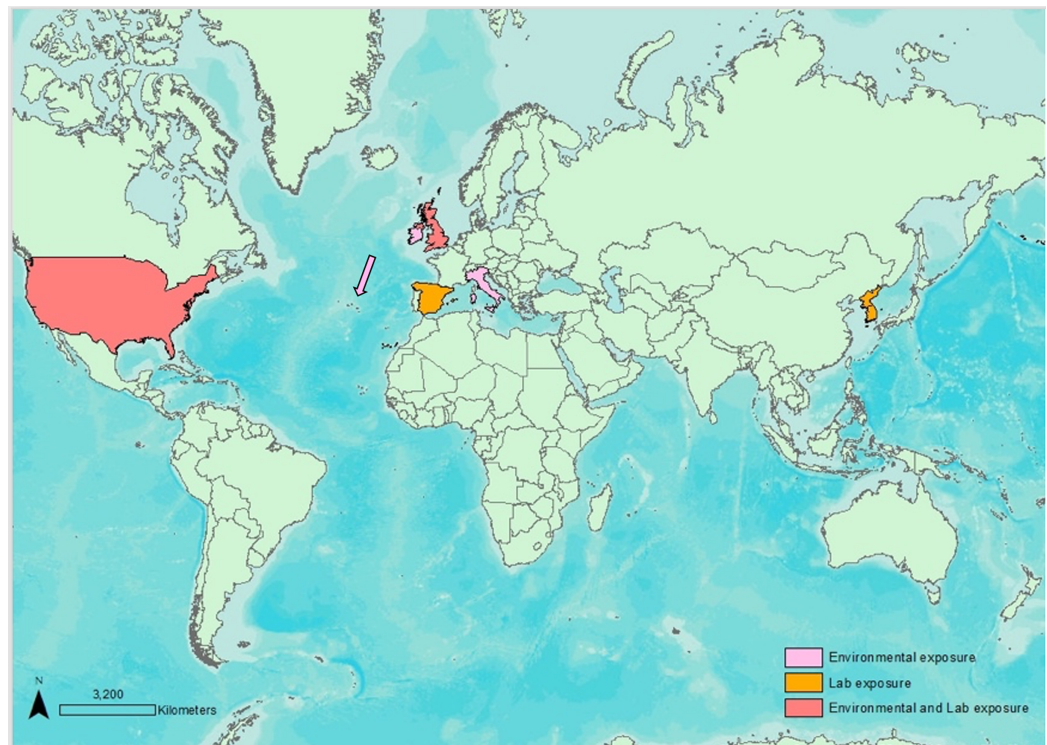 Environmental exposure
Lab exposure
Environmental and Lab exposure
N
3,200
Kilometers